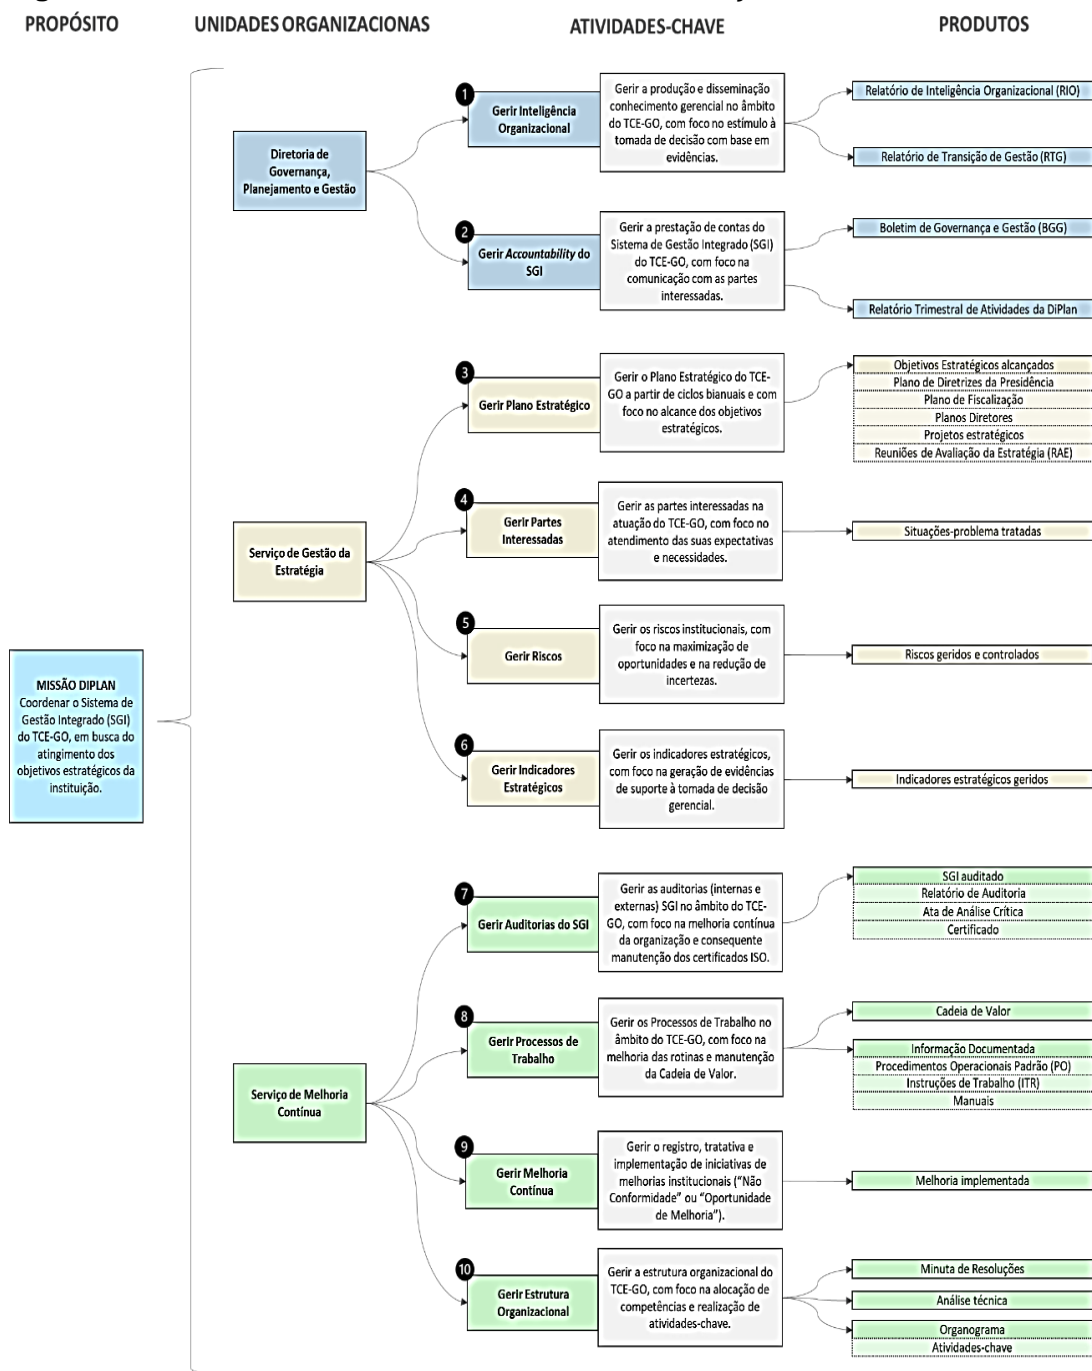 PROPÓSITO
UNIDADES ORGANIZACIONAS
ATIVIDADES-CHAVE
PRODUTOS
MISSÃO DIPLAN
Coordenar o Sistema de
Gestão Integrado (SGI)
do TCE-GO, em busca do
atingimento dos
objetivos estratégicos da
instituição.
Diretoria de
Governança,
Planejamento e Gestão
1
Gerir Inteligência
Organizacional
Gerir a produção e disseminação
conhecimento gerencial no âmbito
do TCE-GO, com foco no estímulo à
tomada de decisão com base em
evidências.
Relatório de Inteligência Organizacional (RIO)
Relatório de Transição de Gestão (RTG)
2
Gerir Accountability do
SGI
Gerir a prestação de contas do
Sistema de Gestão Integrado (SGI)
do TCE-GO, com foco na
comunicação com as partes
interessadas.
Boletim de Governança e Gestão (BGG)
Relatório Trimestral de Atividades da DiPlan
Serviço de Gestão da
Estratégia
3
Gerir Plano Estratégico
Gerir o Plano Estratégico do TCE-
GO a partir de ciclos bianuais e com
foco no alcance dos objetivos
estratégicos.
Objetivos Estratégicos alcançados
Plano de Diretrizes da Presidência
Plano de Fiscalização
Planos Diretores
Projetos estratégicos
Reuniões de Avaliação da Estratégia (RAE)
4
Gerir Partes
Interessadas
Gerir as partes interessadas na
atuação do TCE-GO, com foco no
atendimento das suas expectativas
e necessidades.
Situações-problema tratadas
5
Gerir Riscos
Gerir os riscos institucionais, com
foco na maximização de
oportunidades e na redução de
incertezas.
Riscos geridos e controlados
6
Gerir Indicadores
Estratégicos
Gerir os indicadores estratégicos,
com foco na geração de evidências
de suporte à tomada de decisão
gerencial.
Indicadores estratégicos geridos
Serviço de Melhoria
Contínua
7
Gerir Auditorias do SGI
Gerir as auditorias (internas e
externas) SGI no âmbito do TCE-
GO, com foco na melhoria contínua
da organização e consequente
manutenção dos certificados ISO.
SGI auditado
Relatório de Auditoria
Ata de Análise Crítica
Certificado
8
Gerir Processos de
Trabalho
Gerir os Processos de Trabalho no
âmbito do TCE-GO, com foco na
melhoria das rotinas e manutenção
da Cadeia de Valor.
Cadeia de Valor
Informação Documentada
Procedimentos Operacionais Padrão (PO)
Instruções de Trabalho (ITR)
Manuais
9
Gerir Melhoria
Contínua
Gerir o registro, tratativa e
implementação de iniciativas de
melhorias institucionais (“Não
Conformidade” ou “Oportunidade
de Melhoria”).
Melhoria implementada
10
Gerir Estrutura
Organizacional
Gerir a estrutura organizacional do
TCE-GO, com foco na alocação de
competências e realização de
atividades-chave.
Minuta de Resoluções
Análise técnica
Organograma
Atividades-chave